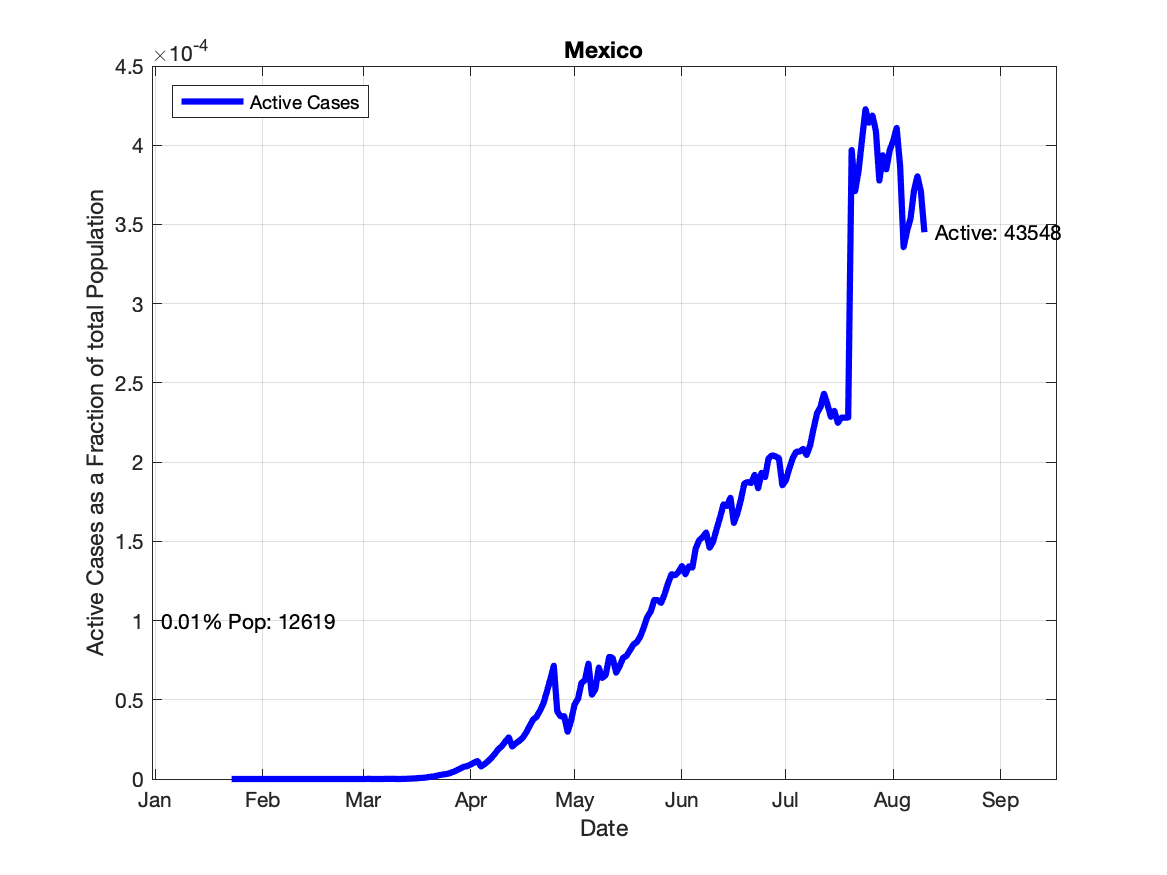 Mexico
×10-4
4.5
4
3.5
3
2.5
2
1.5
1
0.5
0
Active Cases as a Fraction of total Population
Active Cases
Active: 43548
0.01% Pop: 12619
Jan Feb Mar Apr May Jun Jul Aug Sep
Date